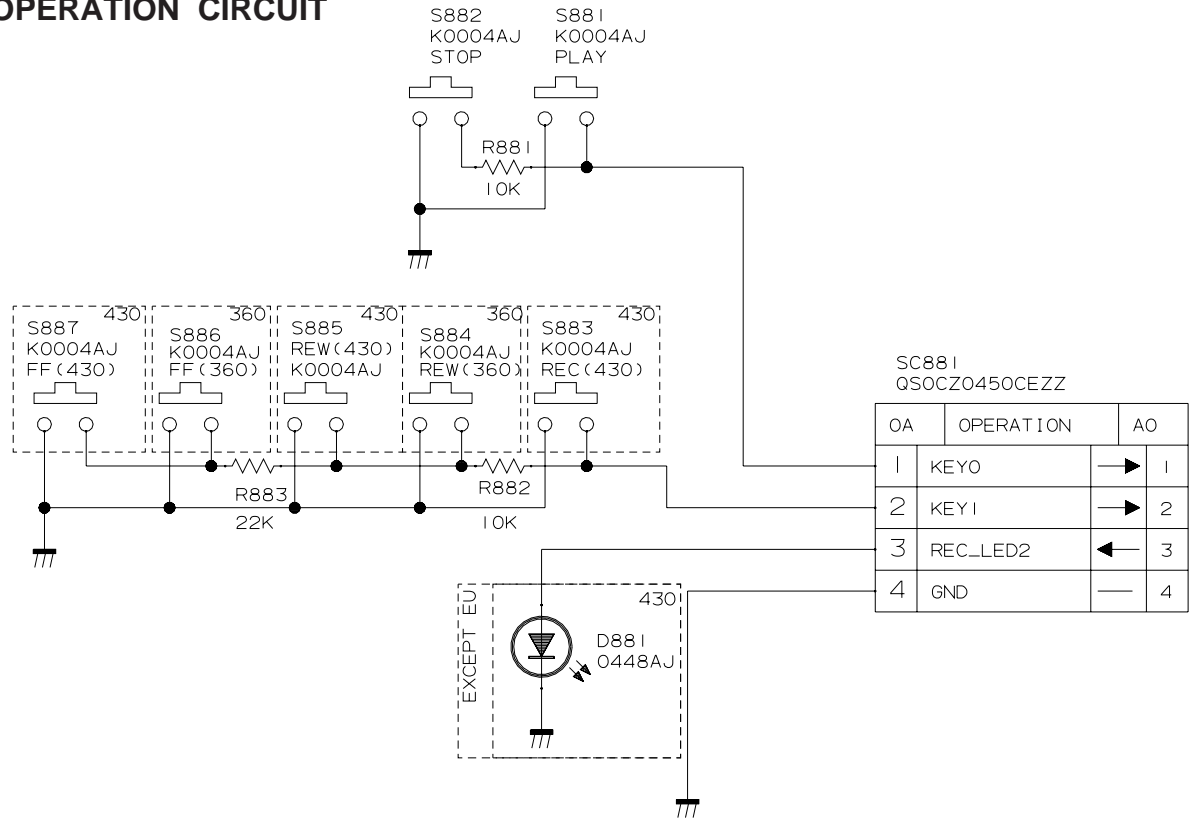 OPERATION CIRCUIT
S882
K0004AJ
STOP
S881
K0004AJ
PLAY
R881
10K
430
S887
K0004AJ
FF(430)
360
S886
K0004AJ
FF(360)
430
S885
REW(430)
K0004AJ
360
S884
K0004AJ
REW(360)
430
S883
K0004AJ
REC(430)
R883
22K
R882
10K
SC881
QSOCZ0450CEZZ
OA OPERATION AO
1 KEY0 1
2 KEY1 2
3 REC_LED2 3
4 GND 4
EXCEPT EU
430
D881
0448AJ